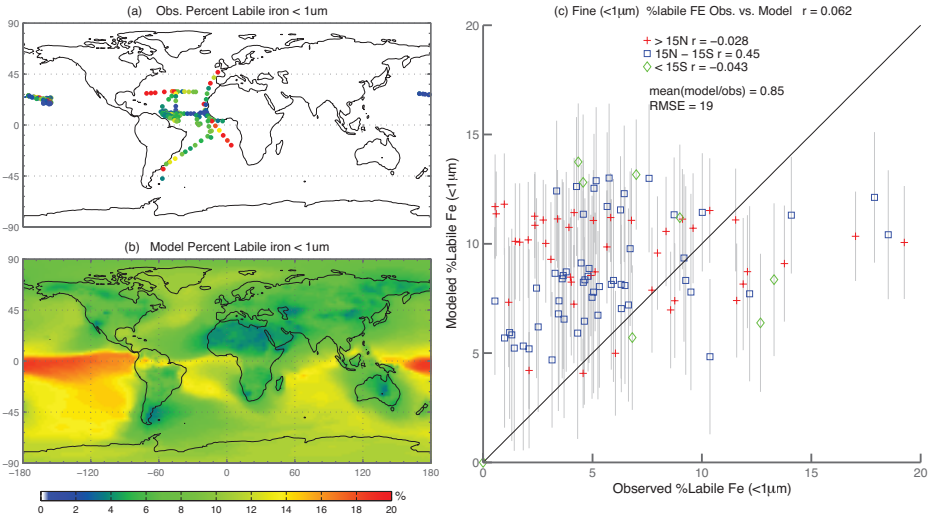 (a) Obs. Percent Labile iron < 1um
90
45
0
−45
−90
(b) Model Percent Labile iron < 1um
90
45
0
−45
−90
−180 −120 −60 0 60 120 180
%
0 2 4 6 8 10 12 14 16 18 20
(c) Fine (<1μm) %labile FE Obs. vs. Model r = 0.062
> 15N r = −0.028
15N − 15S r = 0.45
< 15S r = −0.043
mean(model/obs) = 0.85
RMSE = 19
Modeled %Labile Fe (<1μm)
20
15
10
5
0
0 5 10 15 20
Observed %Labile Fe (<1μm)